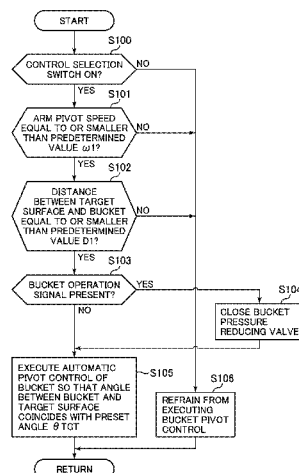 START
S100
CONTROL SELECTION
SWITCH ON?
NO
YES
S101
ARM PIVOT SPEED
EQUAL TO OR SMALLER
THAN PREDETERMINED
VALUE ω1?
NO
YES
S102
DISTANCE
BETWEEN TARGET
SURFACE AND BUCKET
EQUAL TO OR SMALLER
THAN PREDETERMINED
VALUE D1?
NO
YES
S103
BUCKET OPERATION
SIGNAL PRESENT?
YES
NO
S104
CLOSE BUCKET
PRESSURE
REDUCING VALVE
S105
EXECUTE AUTOMATIC
PIVOT CONTROL OF
BUCKET SO THAT ANGLE
BETWEEN BUCKET AND
TARGET SURFACE
COINCIDES WITH PRESET
ANGLE θ TGT
S106
REFRAIN FROM
EXECUTING
BUCKET PIVOT
CONTROL
RETURN